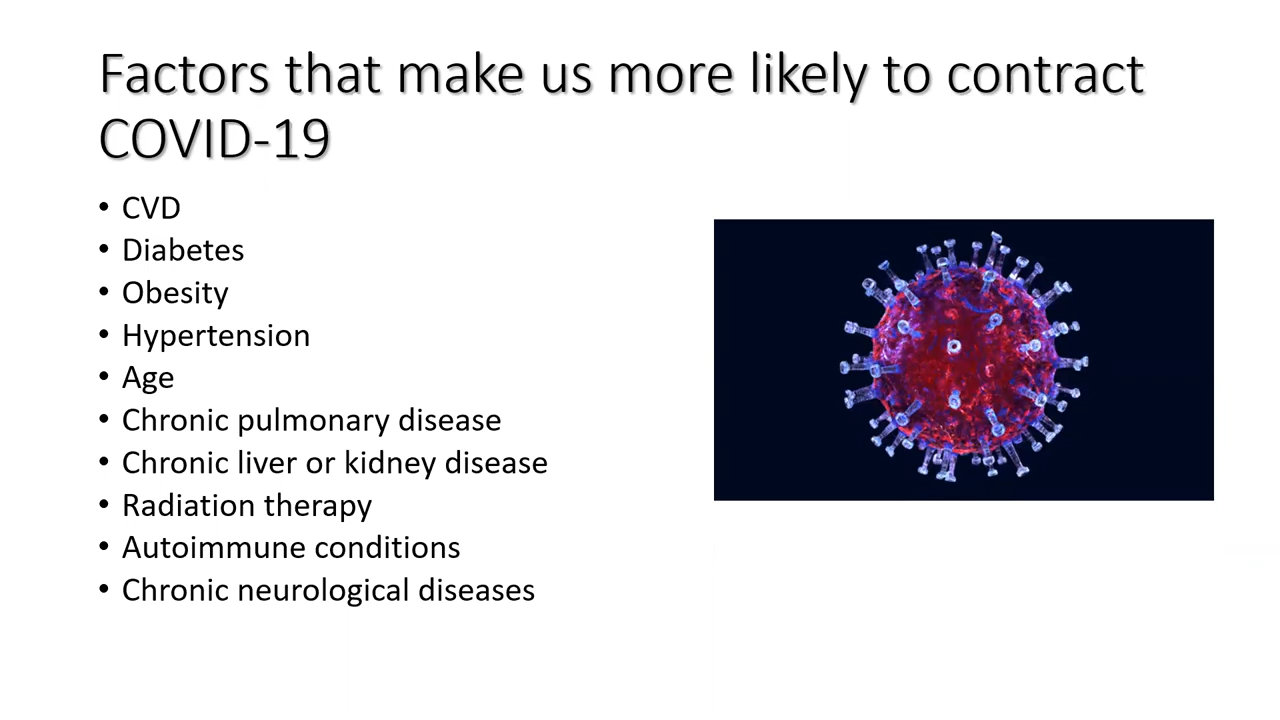 Factors that make us more likely to contract
COVID-19
• CVD
• Diabetes
• Obesity
• Hypertension
• Age
• Chronic pulmonary disease
• Chronic liver or kidney disease
• Radiation therapy
• Autoimmune conditions
• Chronic neurological diseases